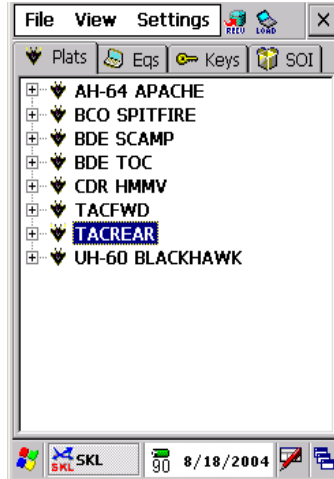 File View Settings RECV LOAD
Plats Eqs Keys SOI
AH-64 APACHE
BCO SPITFIRE
BDE SCAMP
BDE TOC
CDR HMMV
TACFWD
TACREAR
UH-60 BLACKHAWK
SKL SKL 90 8/18/2004